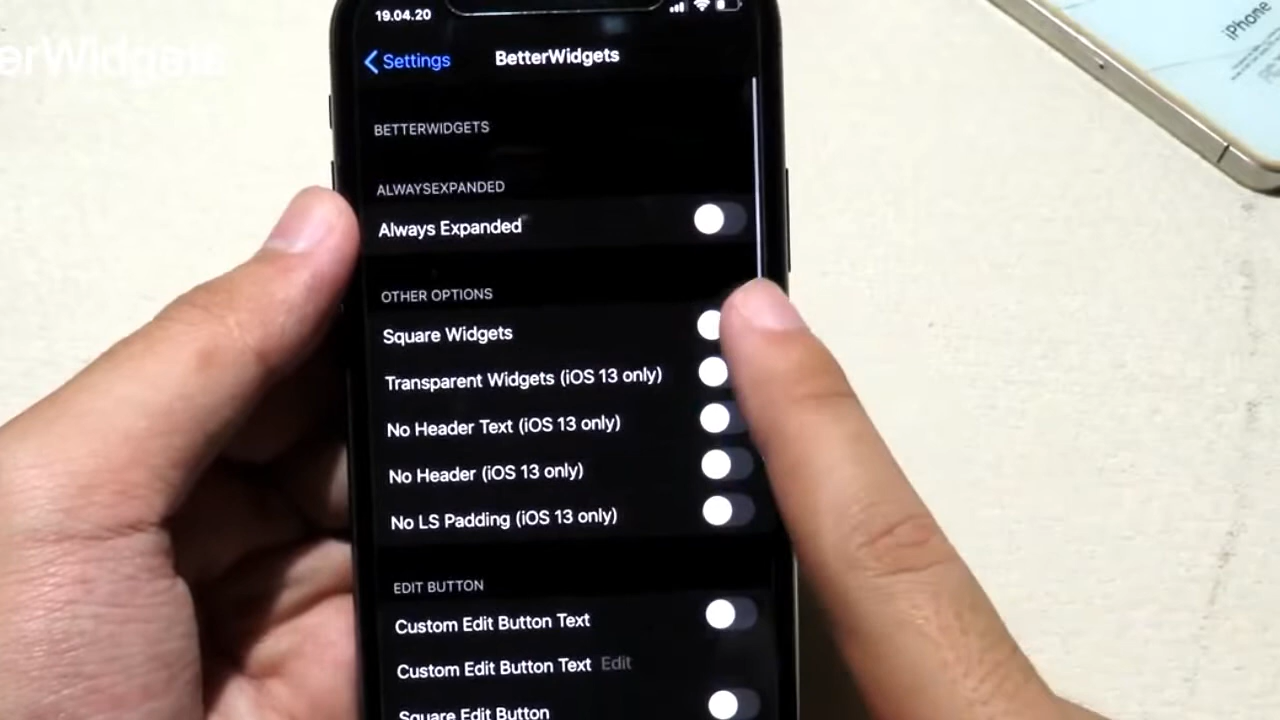 19.04.20
erWidgets
Settings
BetterWidgets
BETTERWIDGETS
ALWAYSEXPANDED
Always Expanded
OTHER OPTIONS
Square Widgets
Transparent Widgets (iOS 13 only)
No Header Text (iOS 13 only)
No Header (iOS 13 only)
No LS Padding (iOS 13 only)
EDIT BUTTON
Custom Edit Button Text
Custom Edit Button Text Edit
Square Edit Button
iPhone